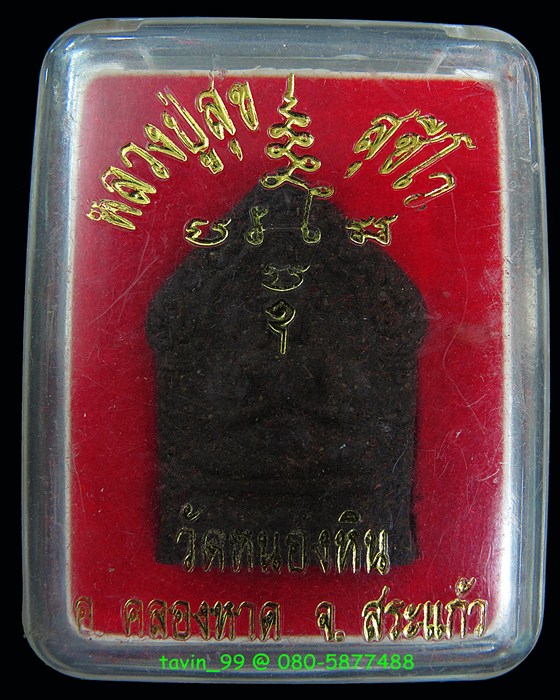 หลวงปู่สุข สุธีโว
วัดหนองหิน
อ. คลองหาด จ. สระแก้ว
tavin_99 @ 080-5877488